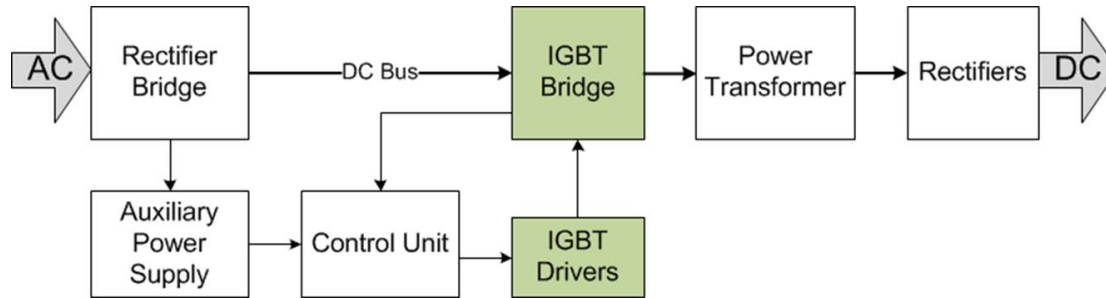 AC
Rectifier
Bridge
DC Bus
IGBT
Bridge
Power
Transformer
Rectifiers
DC
Auxiliary
Power
Supply
Control Unit
IGBT
Drivers